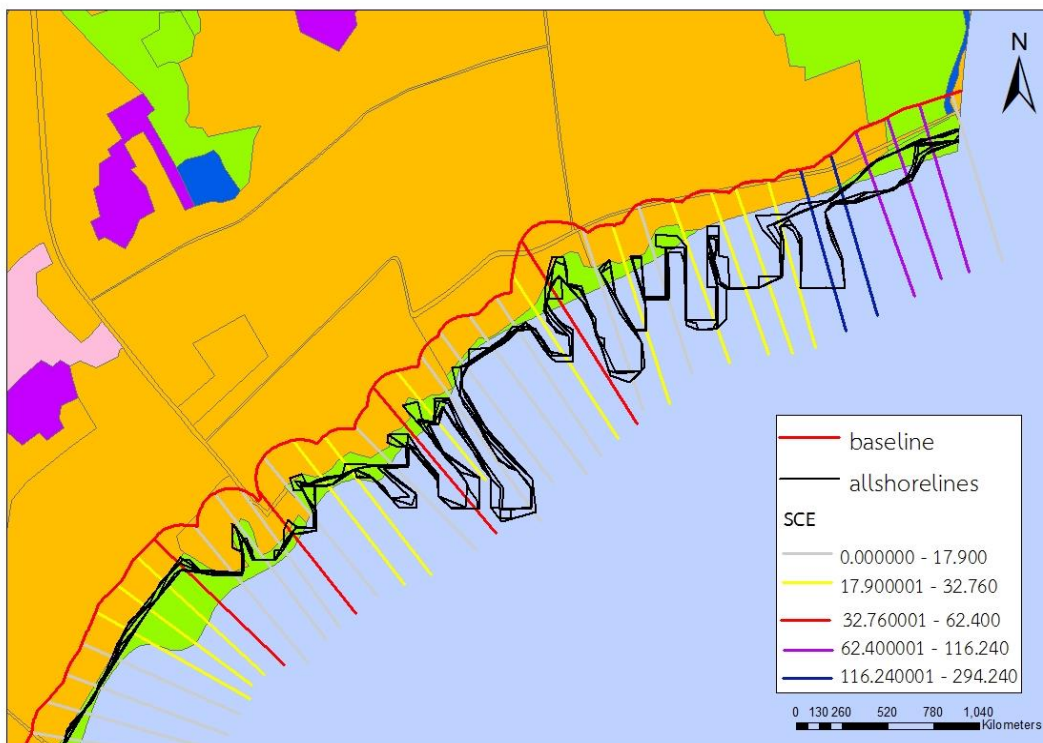 N
baseline
allshorelines
SCE
0.000000 - 17.900
17.900001 - 32.760
32.760001 - 62.400
62.400001 - 116.240
116.240001 - 294.240
0 130 260 520 780 1,040
Kilometers